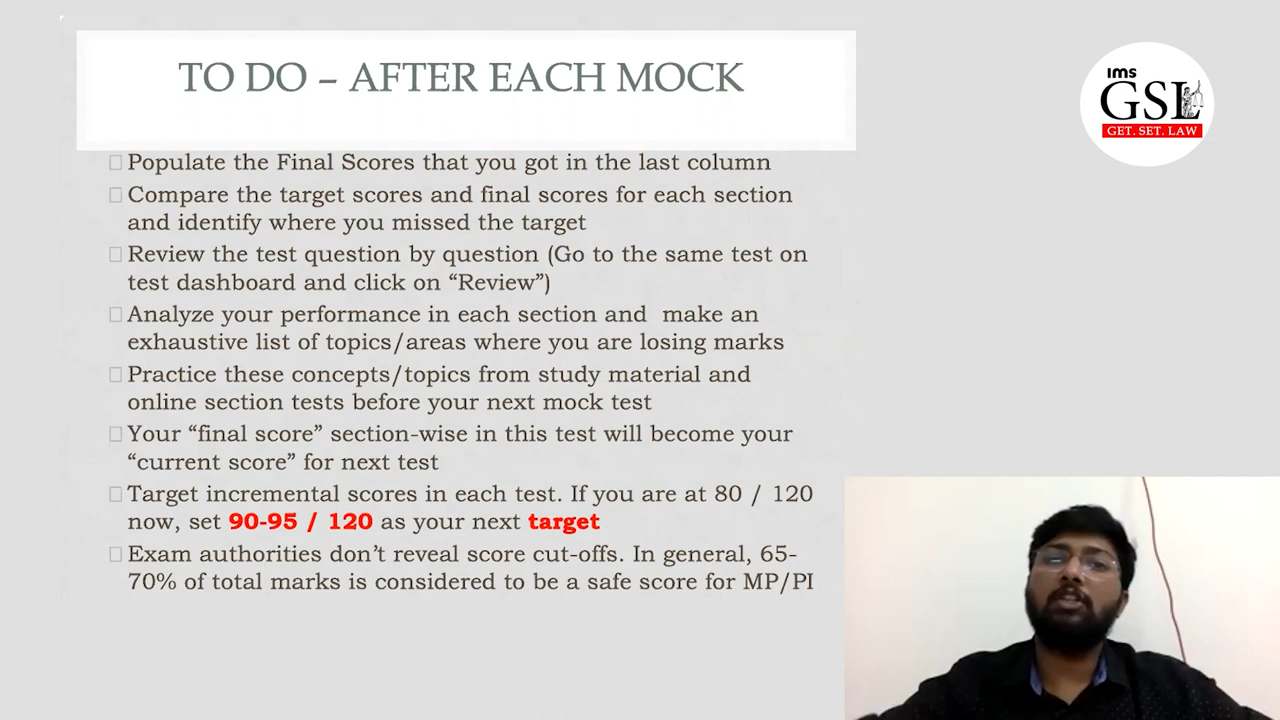 TO DO – AFTER EACH MOCK
ims
GSL
GET. SET. LAW
Populate the Final Scores that you got in the last column
Compare the target scores and final scores for each section
and identify where you missed the target
Review the test question by question (Go to the same test on
test dashboard and click on “Review”)
Analyze your performance in each section and  make an
exhaustive list of topics/areas where you are losing marks
Practice these concepts/topics from study material and
online section tests before your next mock test
Your “final score” section-wise in this test will become your
“current score” for next test
Target incremental scores in each test. If you are at 80 / 120
now, set 90-95 / 120 as your next target
Exam authorities don’t reveal score cut-offs. In general, 65-
70% of total marks is considered to be a safe score for MP/PI